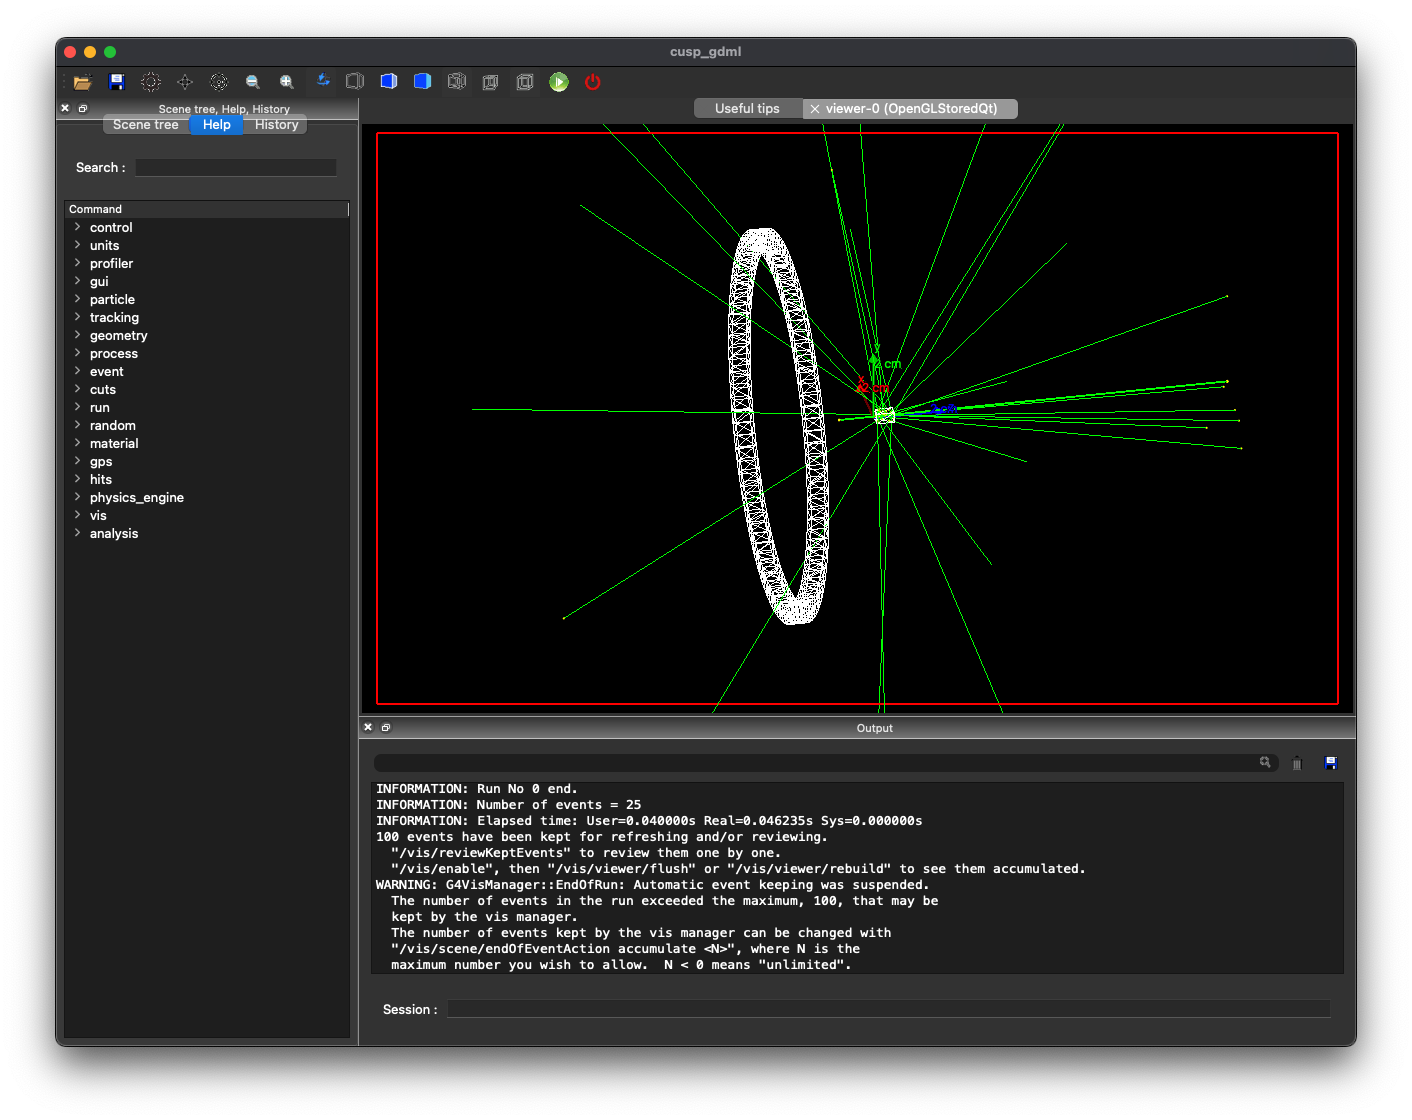 cusp_gdml
Scene tree, Help, History
Scene tree
Help
History
Search :
Command
control
units
profiler
gui
particle
tracking
geometry
process
event
cuts
run
random
material
gps
hits
physics_engine
vis
analysis
Useful tips
viewer-0 (OpenGLStoredQt)
y
2 cm
x
2 cm
Output
INFORMATION: Run No 0 end.
INFORMATION: Number of events = 25
INFORMATION: Elapsed time: User=0.040000s Real=0.046235s Sys=0.000000s
100 events have been kept for refreshing and/or reviewing.
"/vis/reviewKeptEvents" to review them one by one.
"/vis/enable", then "/vis/viewer/flush" or "/vis/viewer/rebuild" to see them accumulated.
WARNING: G4VisManager::EndOfRun: Automatic event keeping was suspended.
The number of events in the run exceeded the maximum, 100, that may be
kept by the vis manager.
The number of events kept by the vis manager can be changed with
"/vis/scene/endOfEventAction accumulate <N>", where N is the
maximum number you wish to allow.  N < 0 means "unlimited".
Session :